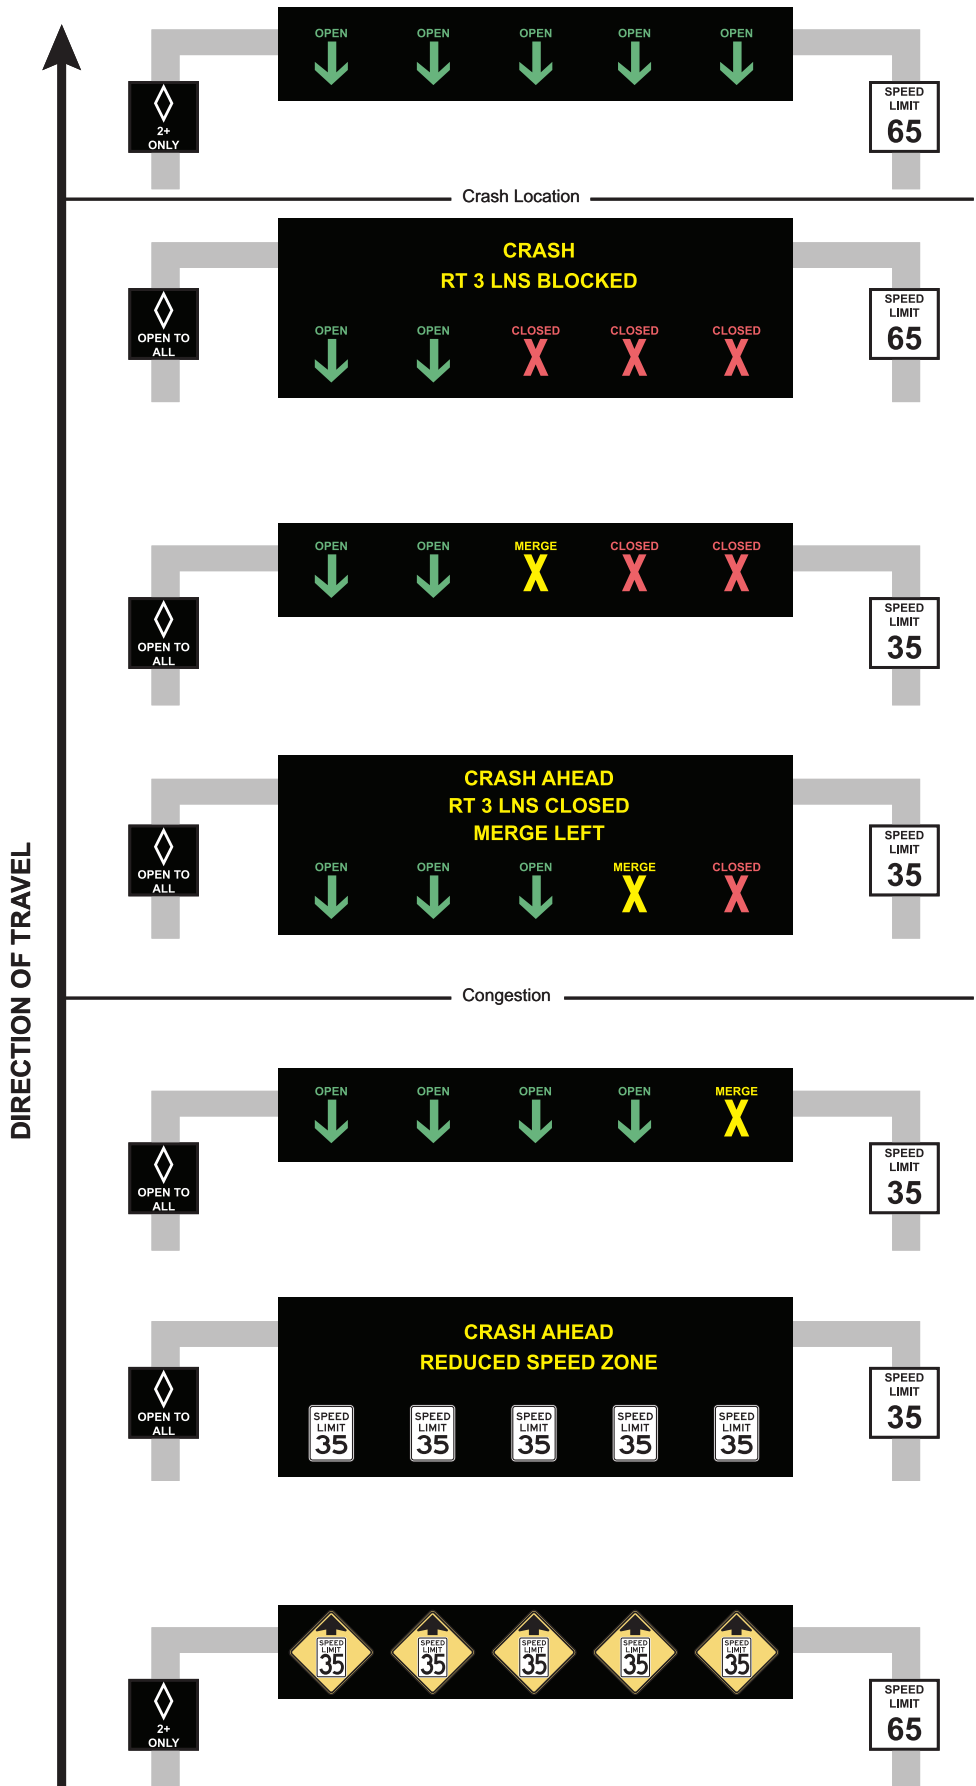 OPEN OPEN OPEN OPEN OPEN
2+
ONLY
SPEED
LIMIT
65
Crash Location
CRASH
RT 3 LNS BLOCKED
OPEN OPEN CLOSED CLOSED CLOSED
X X X
OPEN TO
ALL
SPEED
LIMIT
65
OPEN OPEN MERGE CLOSED CLOSED
X X X
OPEN TO
ALL
SPEED
LIMIT
35
CRASH AHEAD
RT 3 LNS CLOSED
MERGE LEFT
OPEN OPEN OPEN MERGE CLOSED
X X
OPEN TO
ALL
SPEED
LIMIT
35
DIRECTION OF TRAVEL
Congestion
OPEN OPEN OPEN OPEN MERGE
X
OPEN TO
ALL
SPEED
LIMIT
35
CRASH AHEAD
REDUCED SPEED ZONE
SPEED SPEED SPEED SPEED SPEED
LIMIT LIMIT LIMIT LIMIT LIMIT
35 35 35 35 35
OPEN TO
ALL
SPEED
LIMIT
35
SPEED SPEED SPEED SPEED SPEED
LIMIT LIMIT LIMIT LIMIT LIMIT
35 35 35 35 35
2+
ONLY
SPEED
LIMIT
65